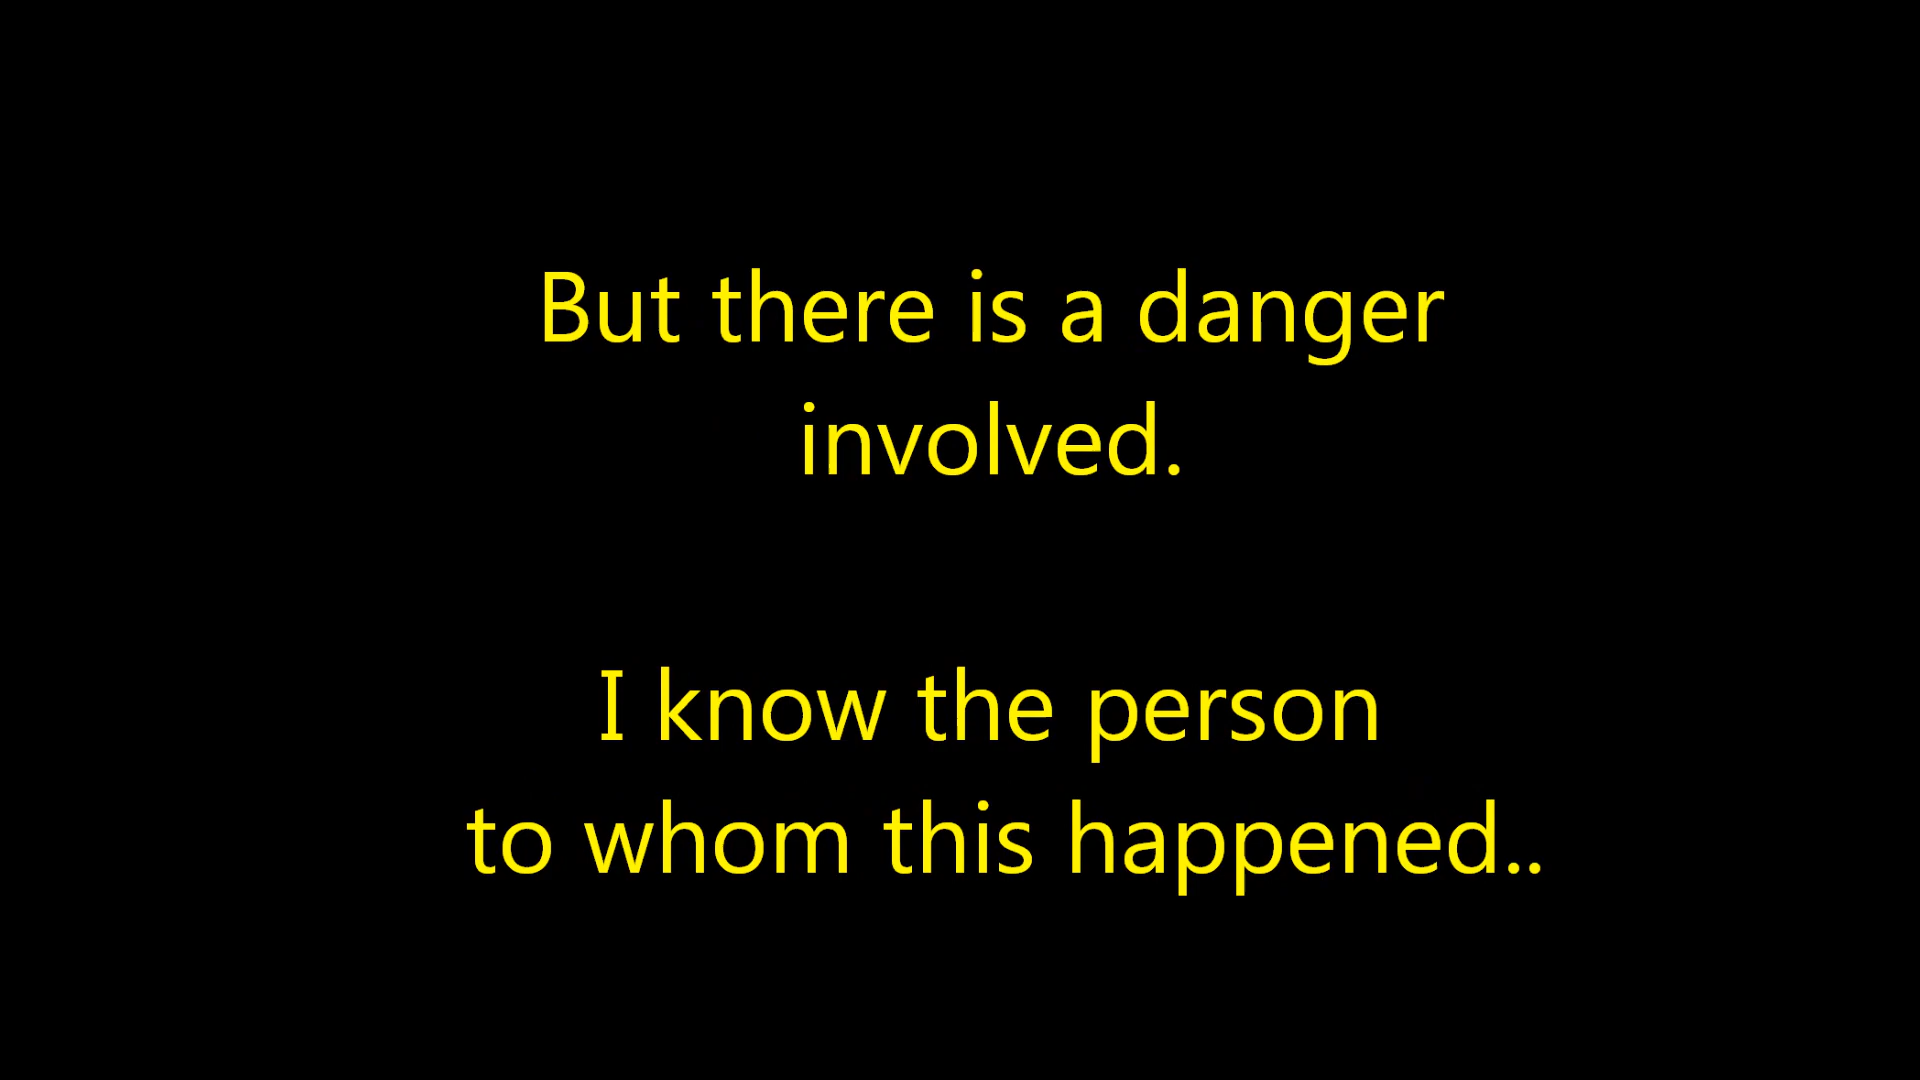 But there is a danger
involved.
I know the person
to whom this happened..